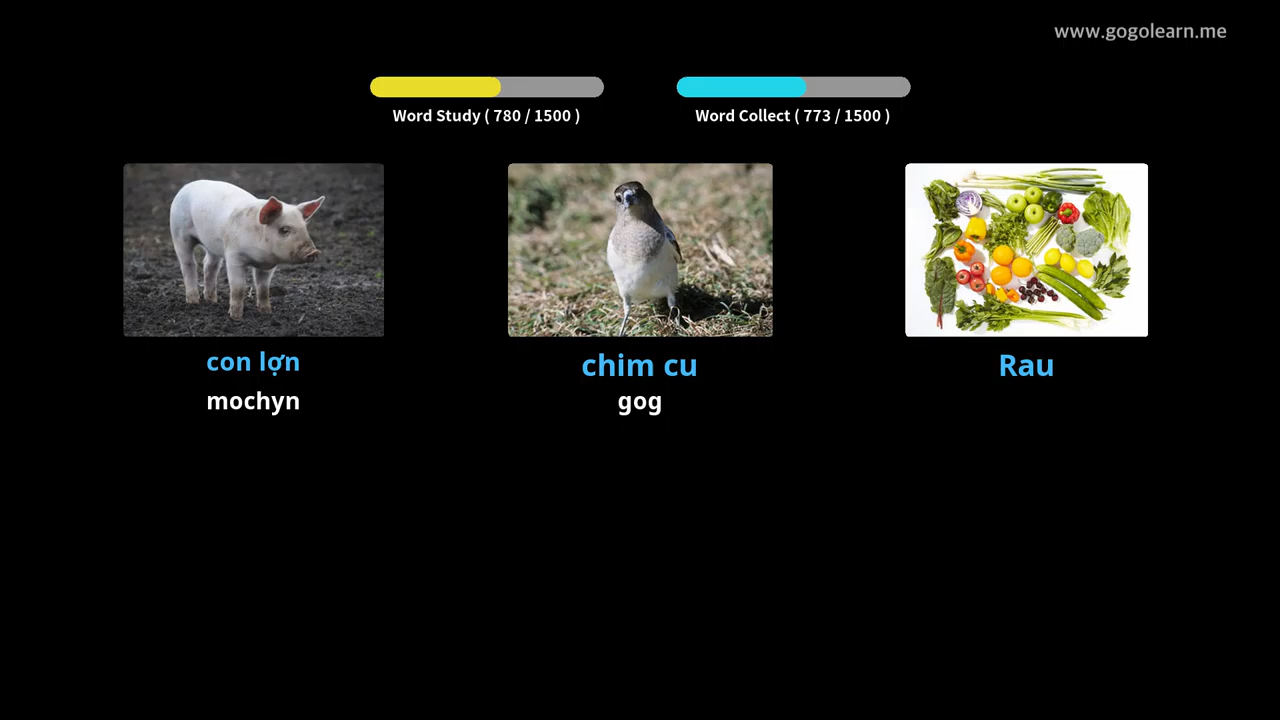 www.gogolearn.me
Word Study ( 780 / 1500 )
Word Collect ( 773 / 1500 )
con lợn
mochyn
chim cu
gog
Rau